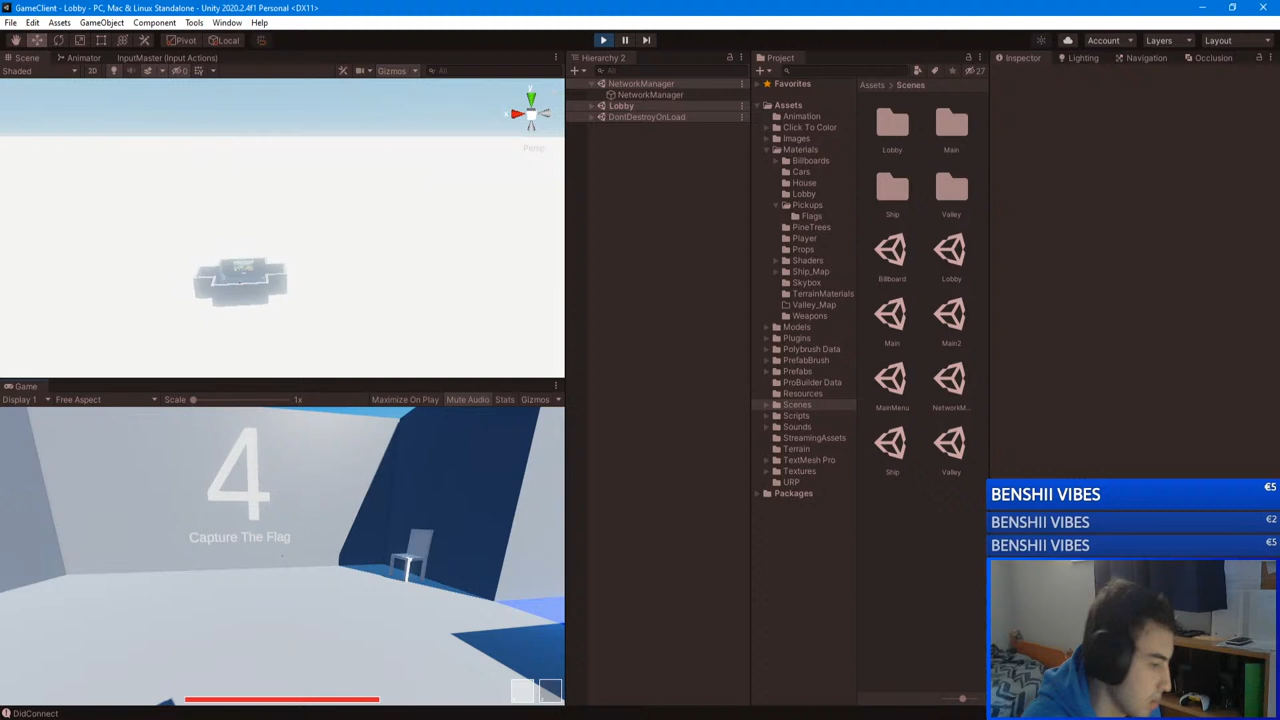 GameClient - Lobby - PC, Mac & Linux Standalone - Unity 2020.2.4f1 Personal <DX11>
File Edit Assets GameObject Component Tools Window Help
Pivot Local Account Layers Layout
Scene Animator InputMaster (Input Actions)
Shaded 2D 0 Gizmos All
Persp
Game
Display 1 Free Aspect Scale 1x Maximize On Play Mute Audio Stats Gizmos
4
Capture The Flag
DidConnect
Hierarchy 2
All
NetworkManager
NetworkManager
Lobby
DontDestroyOnLoad
Project
27
Favorites
Assets
Animation
Click To Color
Images
Materials
Billboards
Cars
House
Lobby
Pickups
Flags
PineTrees
Player
Props
Shaders
Ship_Map
Skybox
TerrainMaterials
Valley_Map
Weapons
Models
Plugins
Polybrush Data
PrefabBrush
Prefabs
ProBuilder Data
Resources
Scenes
Scripts
Sounds
StreamingAssets
Terrain
TextMesh Pro
Textures
URP
Packages
Assets Scenes
Lobby Main
Ship Valley
Billboard Lobby
Main Main2
MainMenu NetworkM...
Ship Valley
Inspector Lighting Navigation Occlusion
BENSHII VIBES €5
BENSHII VIBES €2
BENSHII VIBES €5